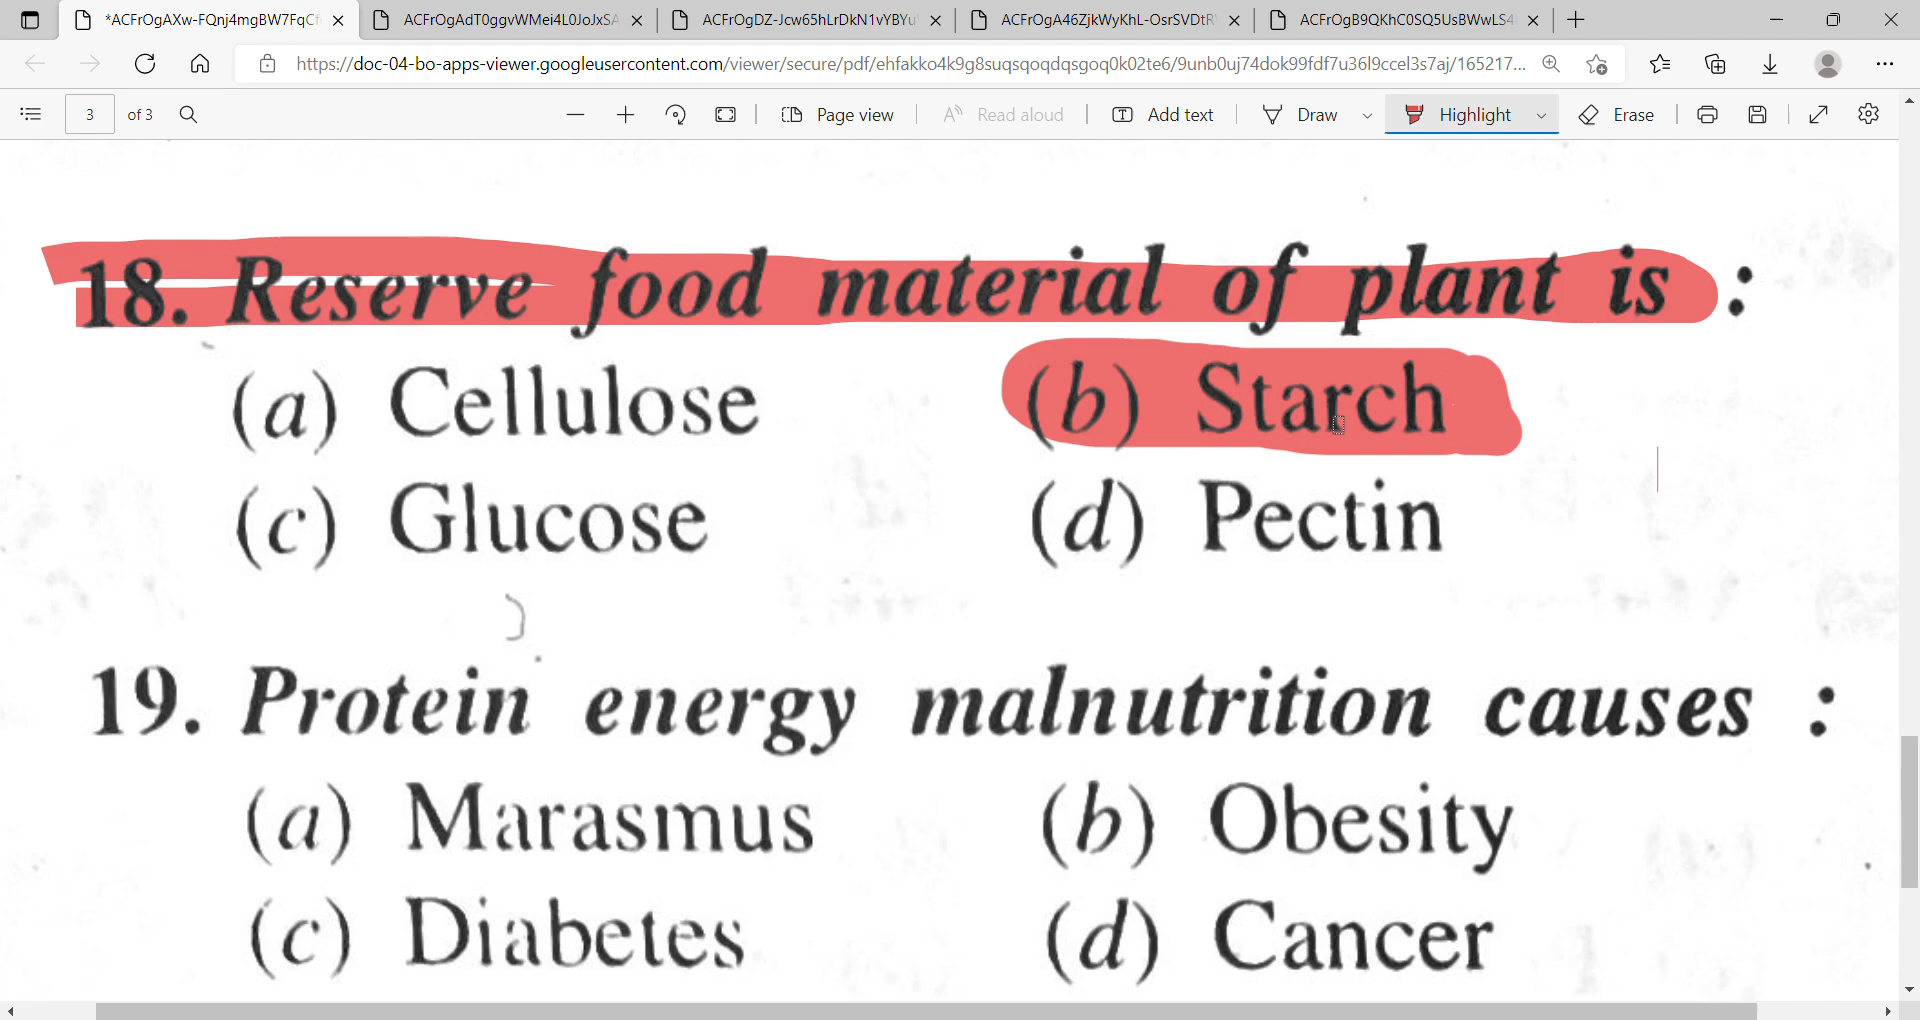 *ACFrOgAXw-FQnj4mgBW7FqCf
ACFrOgAdT0ggvWMei4L0JoJxSA
ACFrOgDZ-Jcw65hLrDkN1vYBYu
ACFrOgA46ZjkWyKhL-OsrSVDtR
ACFrOgB9QKhC0SQ5UsBWwLS4
https://doc-04-bo-apps-viewer.googleusercontent.com/viewer/secure/pdf/ehfakko4k9g8suqsqoqdqsgoq0k02te6/9unb0uj74dok99fdf7u36l9ccel3s7aj/165217...
3 of 3
Page view
Read aloud
Add text
Draw
Highlight
Erase
18. Reserve food material of plant is :
(a) Cellulose (b) Starch
(c) Glucose (d) Pectin
19. Protein energy malnutrition causes :
(a) Marasmus (b) Obesity
(c) Diabetes (d) Cancer